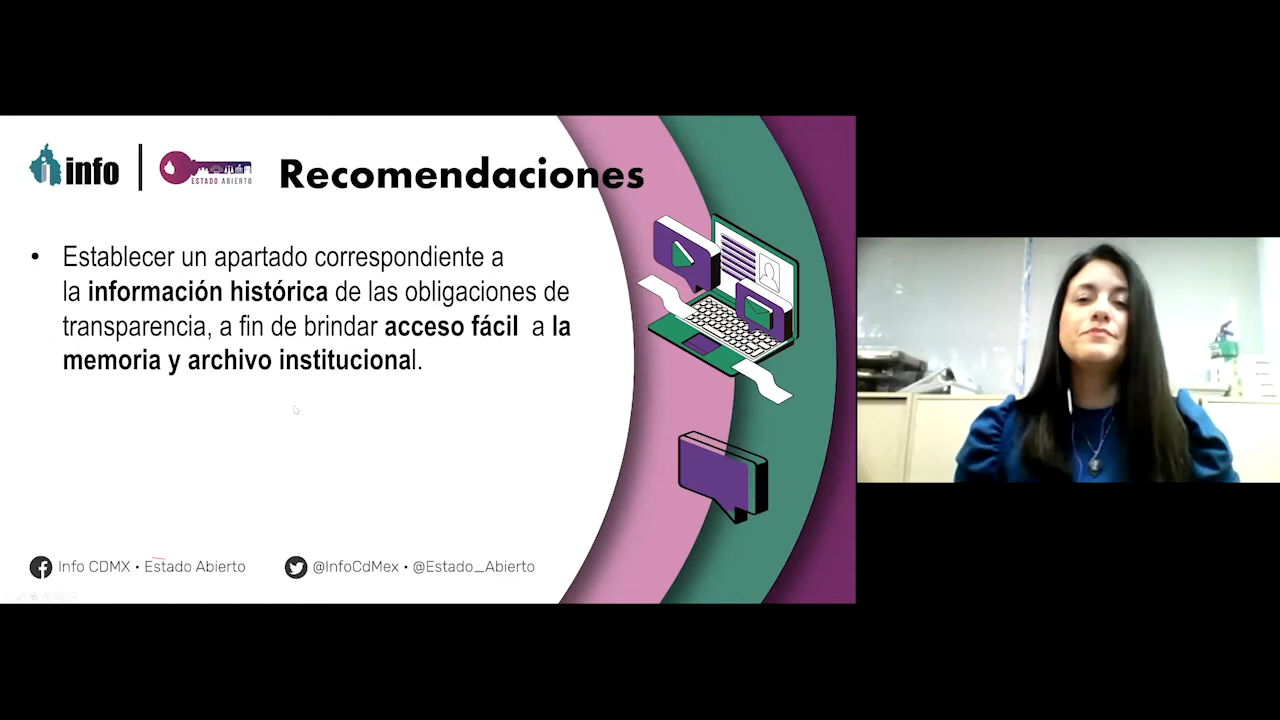 info
ESTADO ABIERTO
Recomendaciones
• Establecer un apartado correspondiente a
la información histórica de las obligaciones de
transparencia, a fin de brindar acceso fácil a la
memoria y archivo institucional.
Info CDMX • Estado Abierto
@InfoCdMex • @Estado_Abierto